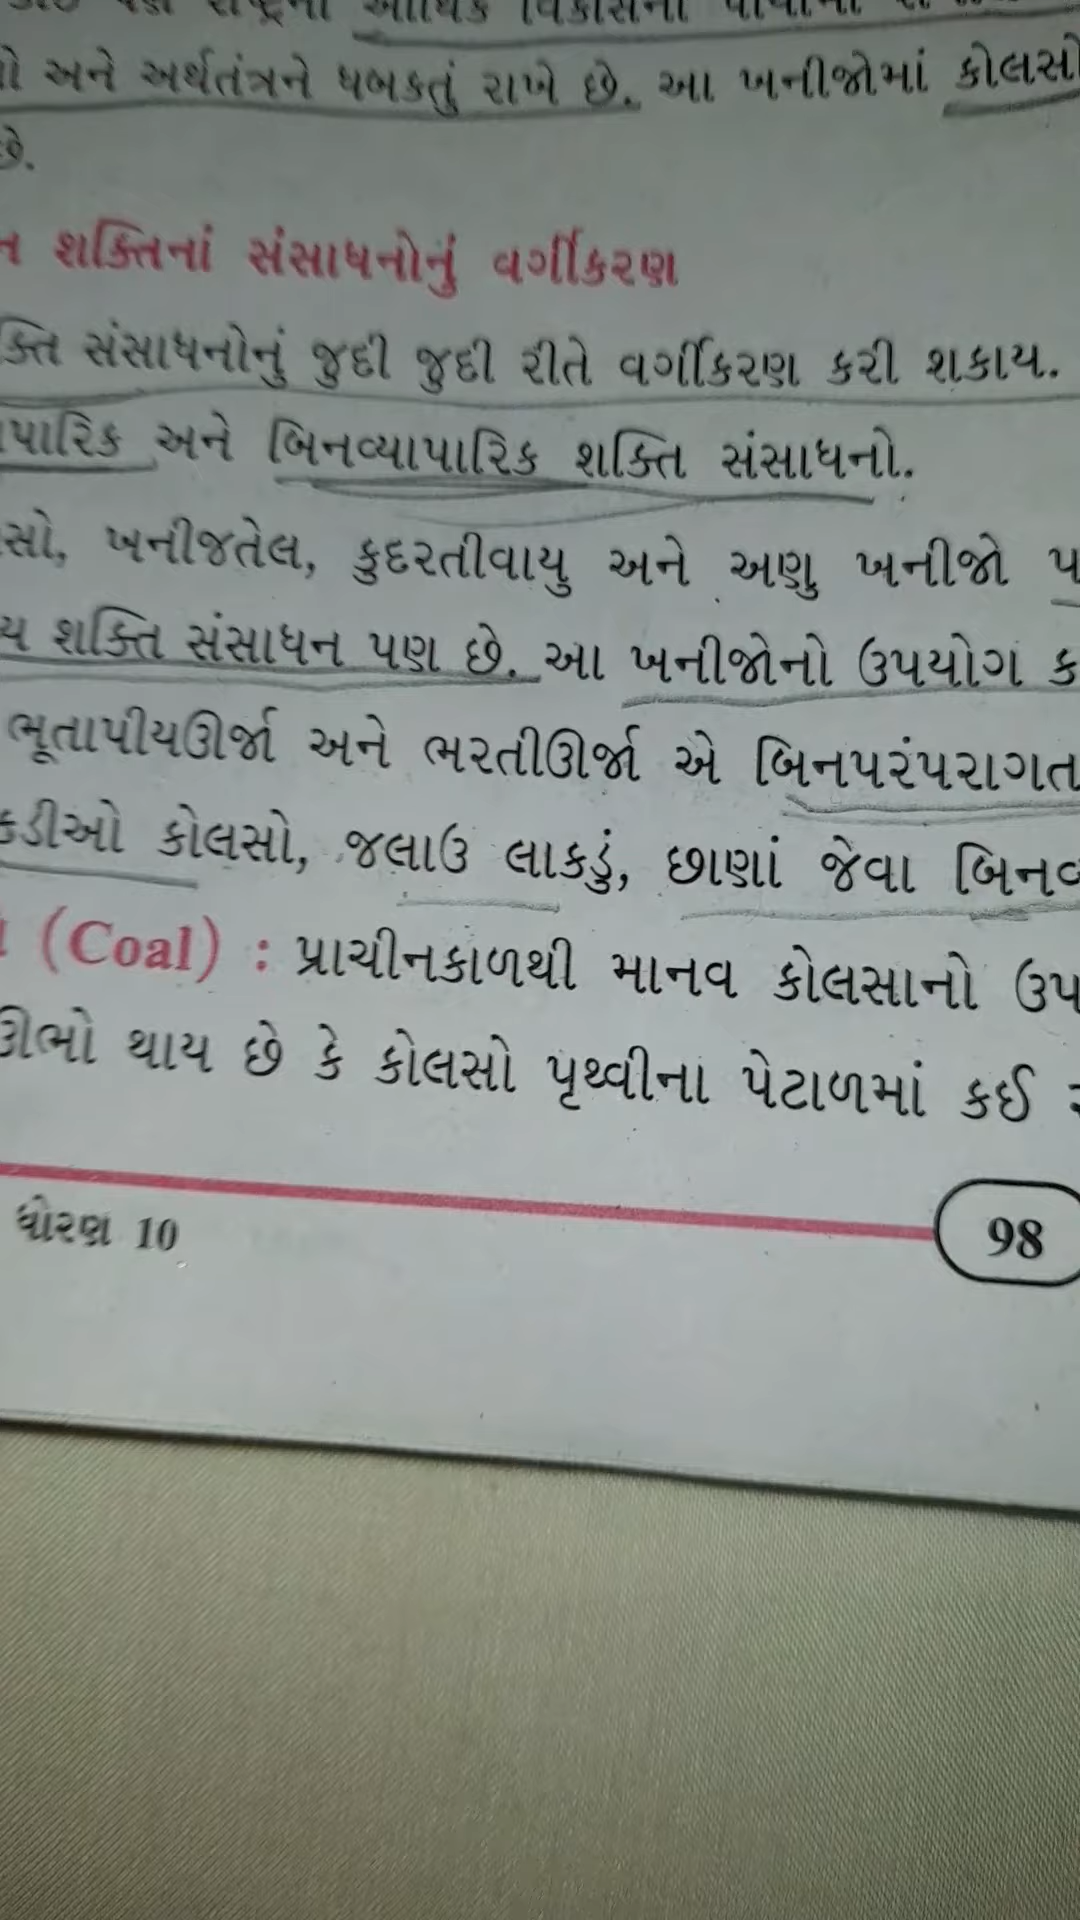 આર્થિક વિકાસના
અને અર્થતંત્રને ધબકતું રાખે છે. આ ખનીજોમાં કોલસો
છે.
શક્તિનાં સંસાધનોનું વર્ગીકરણ
સંસાધનોનું જુદી જુદી રીતે વર્ગીકરણ કરી શકાય.
અને બિનવ્યાપારિક શક્તિ સંસાધનો.
ખનીજતેલ, કુદરતીવાયુ અને અણુ ખનીજો
શક્તિ સંસાધન પણ છે. આ ખનીજોનો ઉપયોગ
ભૂતાપીયઊર્જા અને ભરતીઊર્જા એ બિનપરંપરાગત
કોલસો, જલાઉ લાકડું, છાણાં જેવા
(Coal) : પ્રાચીનકાળથી માનવ કોલસાનો
ઊભો થાય છે કે કોલસો પૃથ્વીના પેટાળમાં કઈ
ધોરણ 10
98